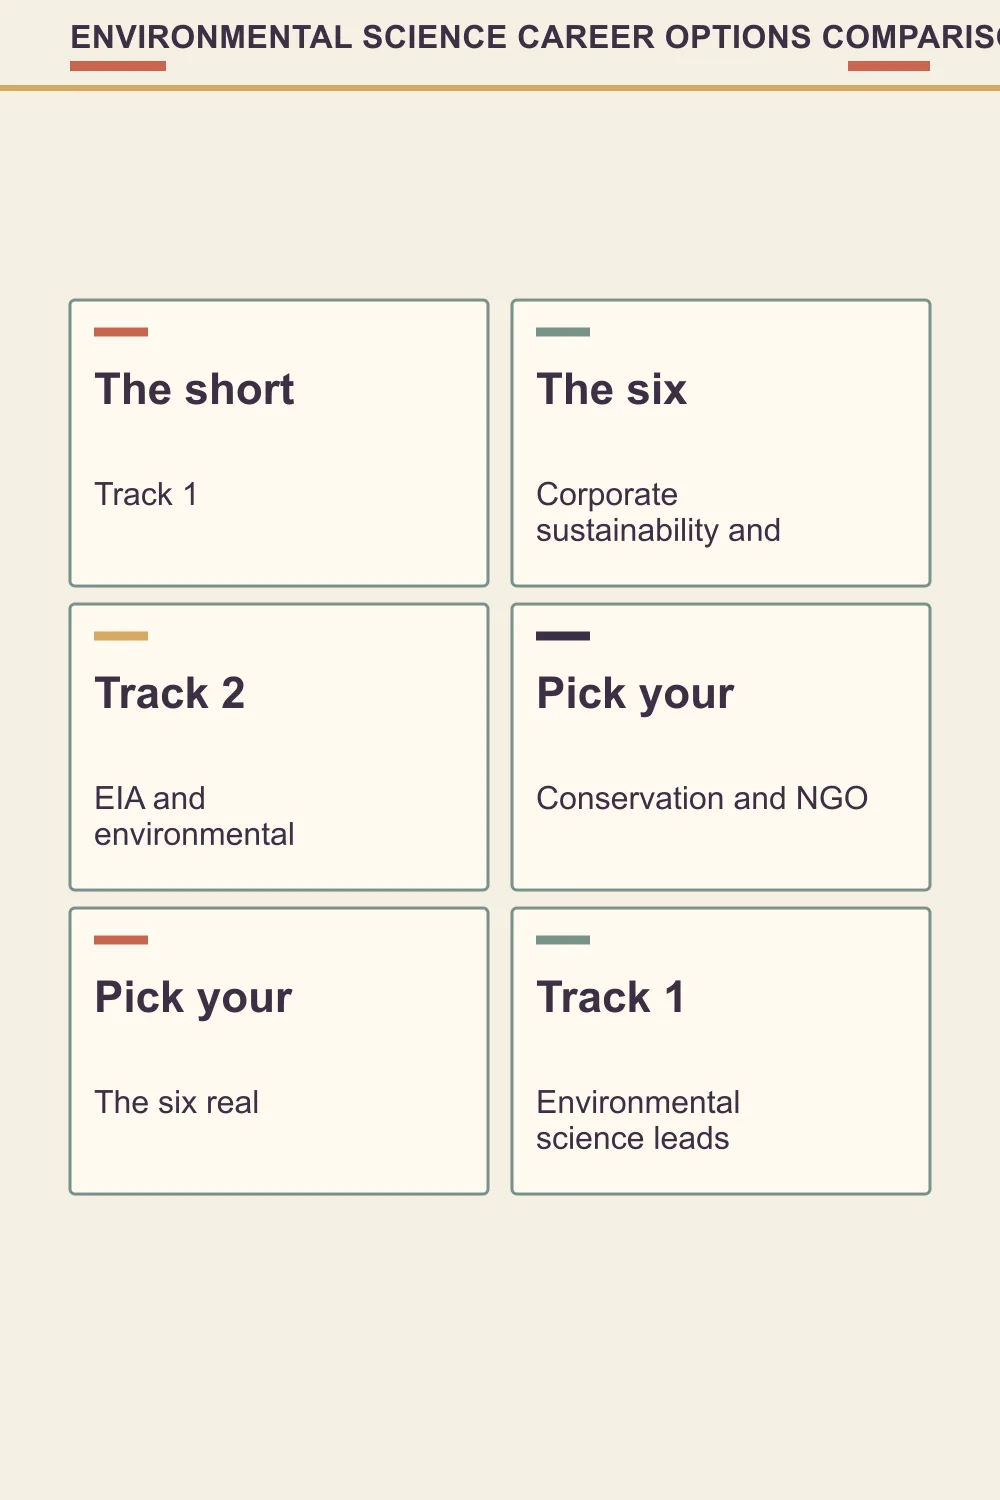 ENVIRONMENTAL SCIENCE CAREER OPTIONS COMPARISO
The short
Track 1
The six
Corporate
sustainability and
Track 2
EIA and
environmental
Pick your
Conservation and NGO
Pick your
The six real
Track 1
Environmental
science leads